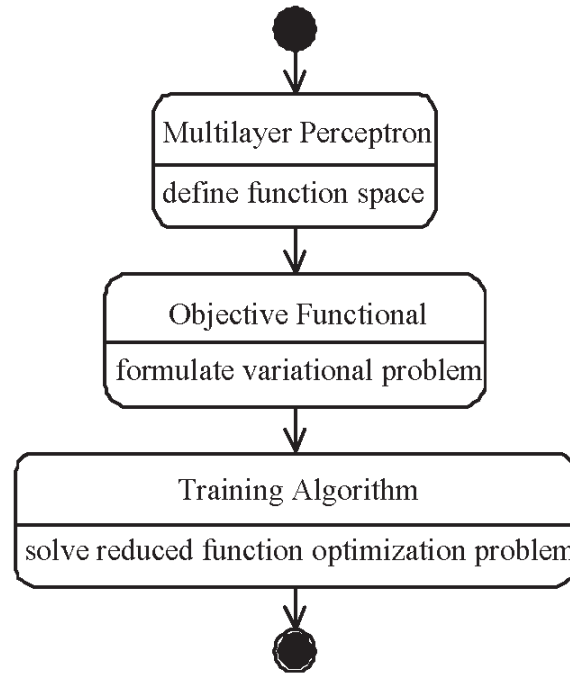 Multilayer Perceptron
define function space
Objective Functional
formulate variational problem
Training Algorithm
solve reduced function optimization problem